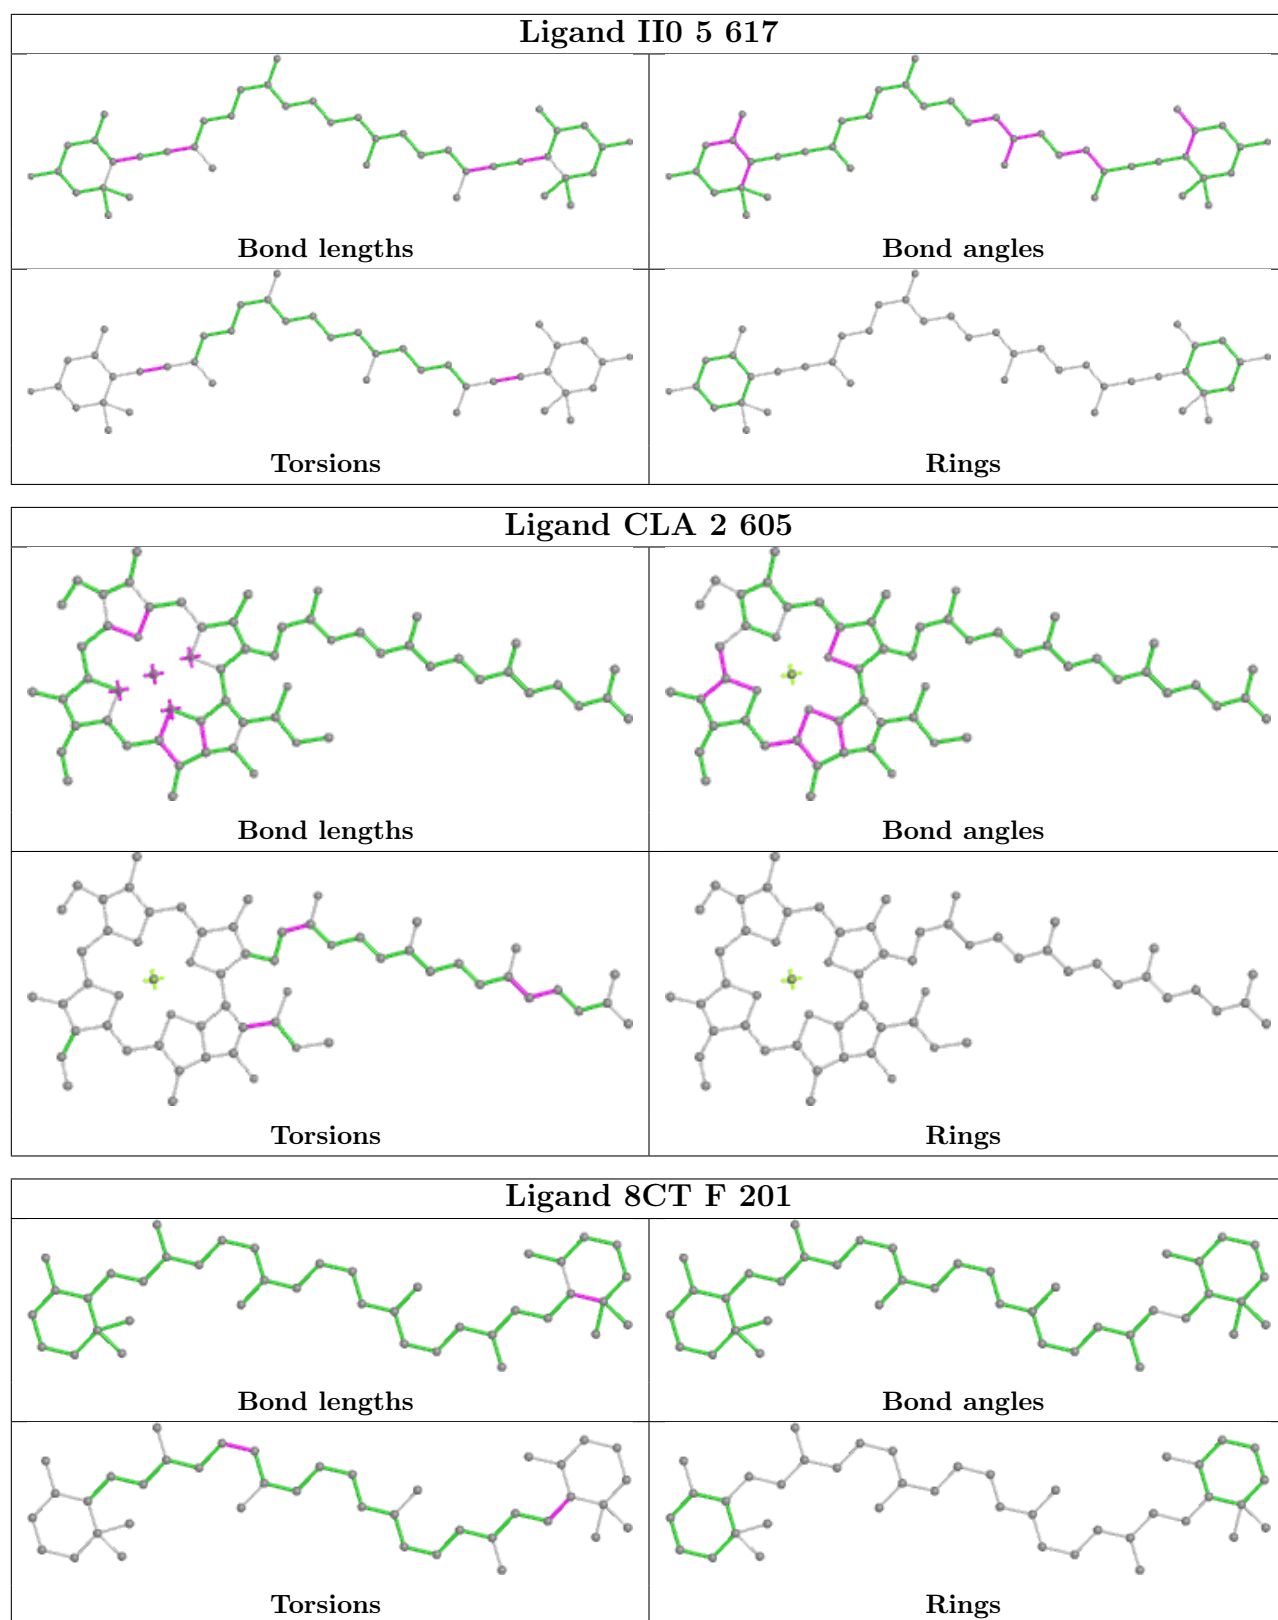 Ligand II0 5 617
Bond lengths
Bond angles
Torsions
Rings
Ligand CLA 2 605
Bond lengths
Bond angles
Torsions
Rings
Ligand 8CT F 201
Bond lengths
Bond angles
Torsions
Rings